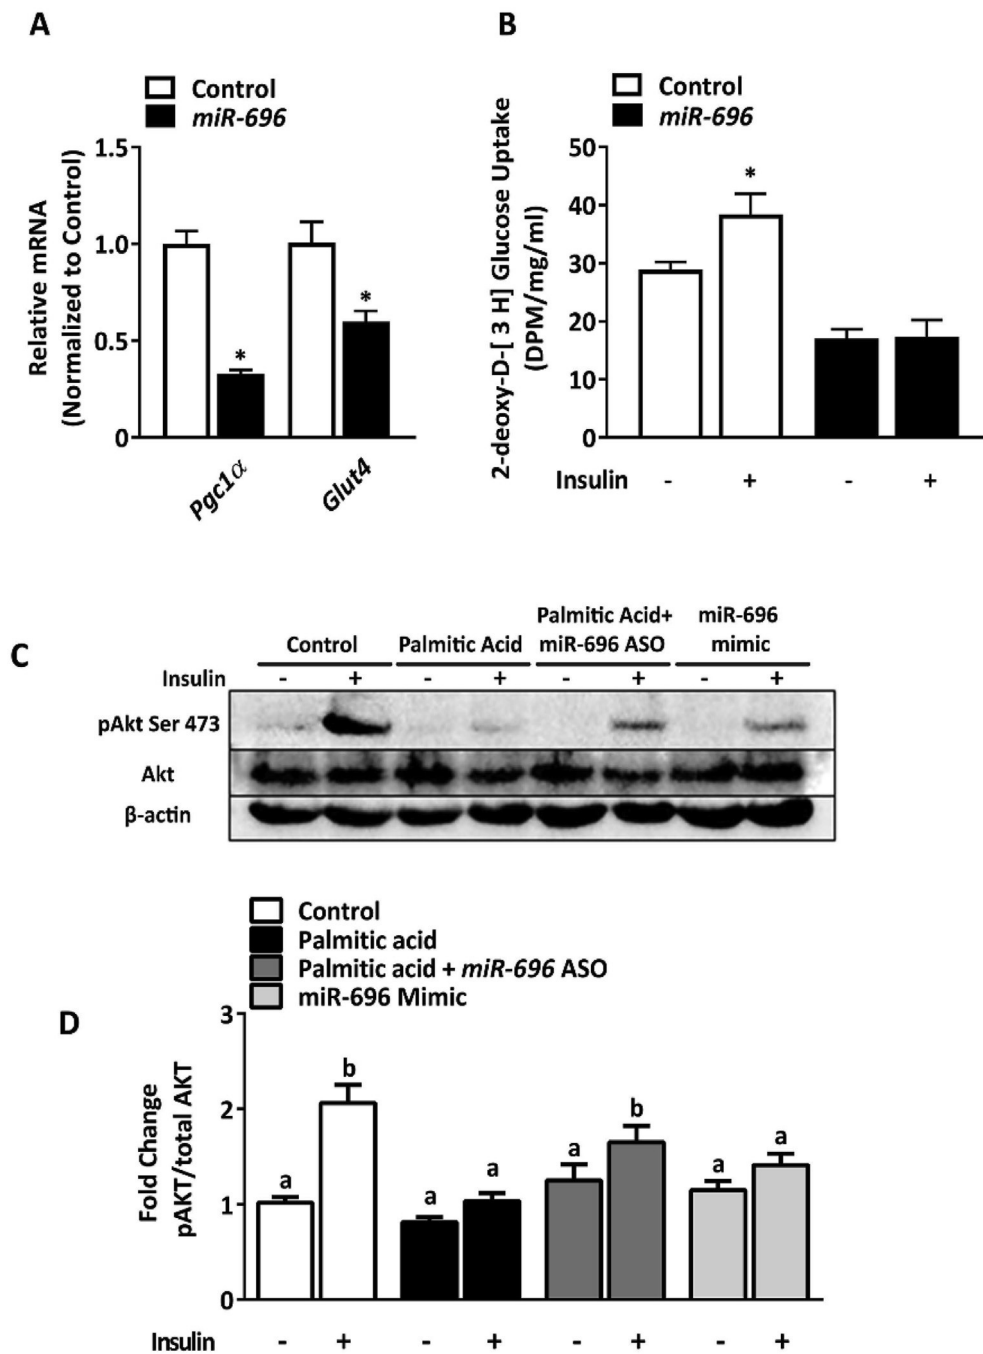 A
Control
miR-696
Relative mRNA
(Normalized to Control)
1.5
1.0
0.5
0
*
*
Pgc1α
Glut4
B
Control
miR-696
2-deoxy-D-[ 3 H] Glucose Uptake
(DPM/mg/ml)
50
40
30
20
10
0
*
Insulin - + - +
C
Control
Palmitic Acid
Palmitic Acid+
miR-696 ASO
miR-696
mimic
Insulin - + - + - + - +
pAkt Ser 473
Akt
β-actin
Control
Palmitic acid
Palmitic acid + miR-696 ASO
miR-696 Mimic
D
Fold Change
pAKT/total AKT
3
2
1
0
a b a a a b a a
Insulin - + - + - + - +